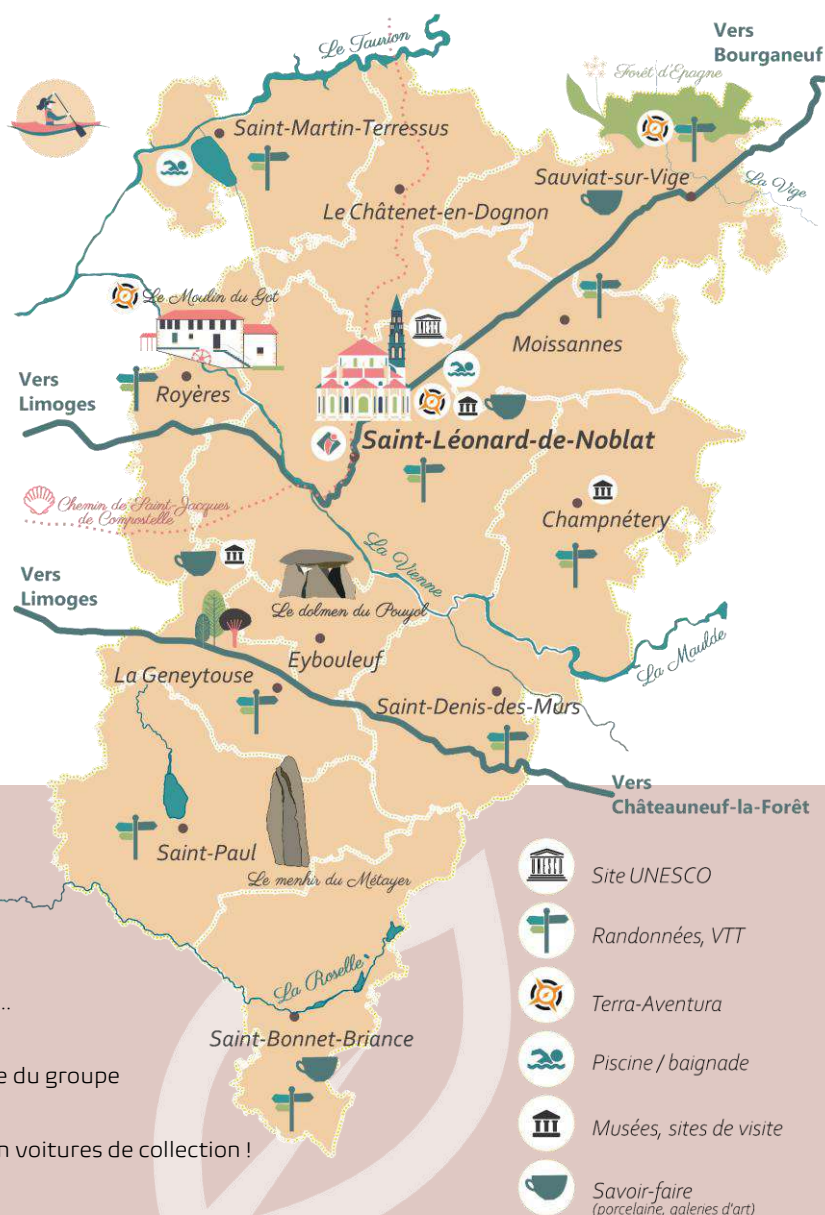 Le Taurion
Vers
Bourganeuf
Forêt d'Epagne
Saint-Martin-Terressus
Sauviat-sur-Vige
La Vige
Le Châtenet-en-Dognon
Le Moulin du Got
Moissannes
Vers
Limoges
Royères
Saint-Léonard-de-Noblat
Chemin de Saint-Jacques
de Compostelle
Champnétery
La Vienne
Vers
Limoges
Le dolmen du Pouyol
Eybouleuf
La Maulde
La Geneytouse
Saint-Denis-des-Murs
Vers
Châteauneuf-la-Forêt
Saint-Paul
Le menhir du Métayer
UNESCO
Site UNESCO
Randonnées, VTT
La Roselle
..
Terra-Aventura
Saint-Bonnet-Briance
Piscine / baignade
e du groupe
Musées, sites de visite
n voitures de collection !
Savoir-faire
(porcelaine, galeries d'art)